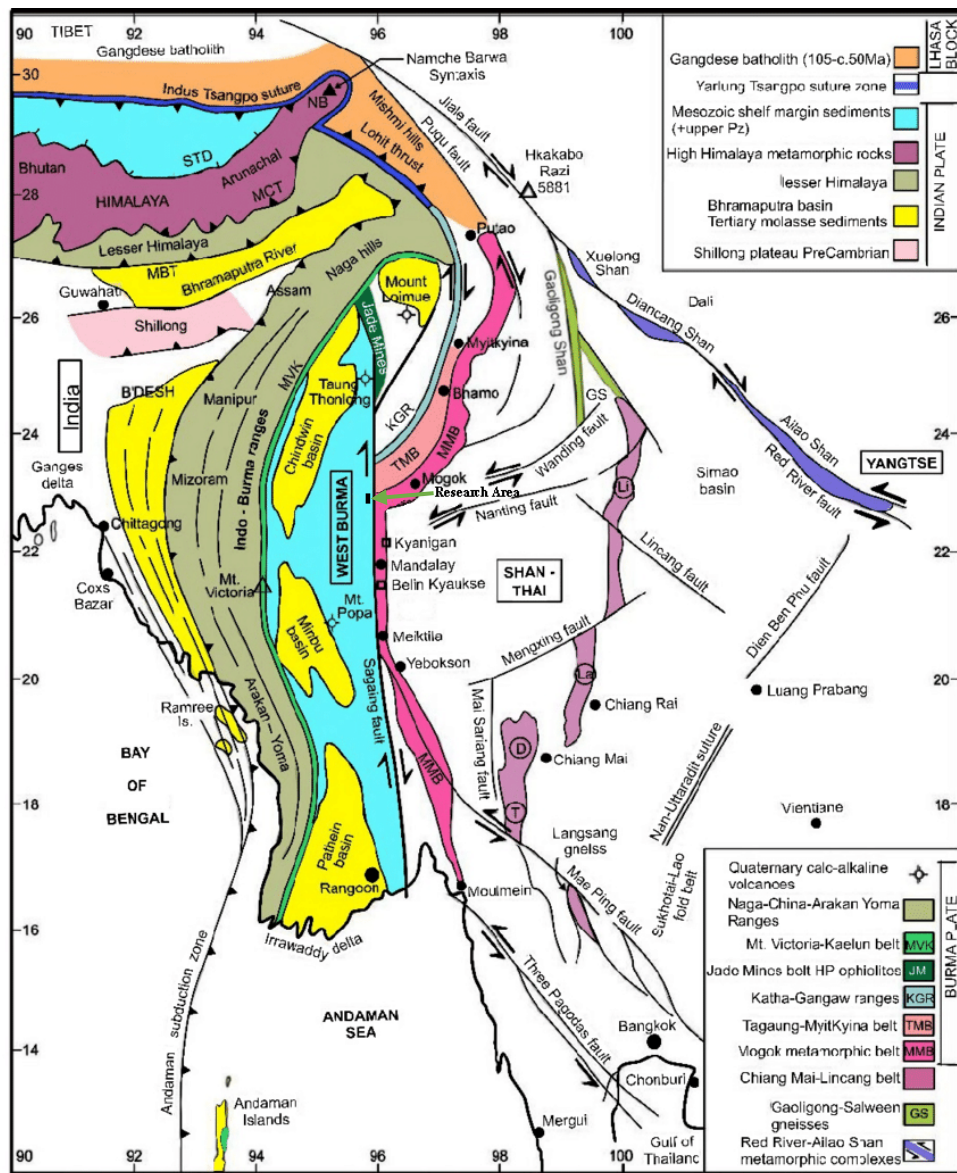 90
TIBET
92
94
96
98
100
Gangdese batholith
30
Indus Tsangpo suture
NB
Namche Barwa
Syntaxis
Mishmi hills
Lohit thrust
Jiale fault
Puqu fault
STD
Bhutan
Arunachal
HIMALAYA
MCT
28
Lesser Himalaya
MBT
Bhramaputra River
Naga hills
Hkakabo
Razi
5881
Putao
Guwahati
Assam
26
Shillong
Mount
Loimue
Jade Mines
Gaoligong Shan
Xuelong
Shan
Diancang Shan
Dali
26
Myitkyina
B'DESH
India
Manipur
MVK
Taung
Thonlong
Bhamo
KGR
GS
24
Ganges
delta
Mizoram
Indo - Burma ranges
Chindwin
basin
TMB
MMB
Mogok
Wanding fault
Nanting fault
Research Area
Li
Simao
basin
Ailao Shan
Red River fault
24
YANGTSE
Chittagong
22
Coxs
Bazar
Mt.
Victoria
WEST BURMA
Kyanigan
Mandalay
Belin Kyaukse
Mt.
Popa
Minbu
basin
SHAN -
THAI
Lincang fault
Dien Ben Phu fault
22
Meiktila
Yebokson
Mengxing fault
20
Ramree
Is.
Arakan - Yoma
Sagaing fault
Mai Sariang fault
La
Chiang Rai
Luang Prabang
20
BAY
OF
BENGAL
MMB
D
Chiang Mai
Nan-Uttaradit suture
18
T
Vientiane
18
Pathein
basin
Rangoon
Moulmein
Langsang
gneiss
Mae Ping fault
Sukhotai-Lao
fold belt
16
Irrawaddy delta
Andaman subduction zone
ANDAMAN
SEA
Three Pagodas fault
Bangkok
14
Chonburi
Andaman
Islands
Mergui
Gulf of
Thailanc
90
92
94
96
98
100
Gangdese batholith (105-c.50Ma)
Yarlung Tsangpo suture zone
Mesozoic shelf margin sediments
(+upper Pz)
High Himalaya metamorphic rocks
lesser Himalaya
Bhramaputra basin
Tertiary molasse sediments
Shillong plateau PreCambrian
LHASA
BLOCK
INDIAN PLATE
Quaternary calc-alkaline
volcances
Naga-China-Arakan Yoma
Ranges
Mt. Victoria-Kaelun belt MVK
Jado Mines belt HP ophiolites JM
Katha-Gangaw ranges KGR
Tagaung-MyitKyina belt TMB
Mogok metamorphic belt MMB
Chiang Mai-Lincang belt
Gaoligong-Salween
gneisses GS
Red River-Ailao Shan
metamorphic complexes
BURMA P ATE